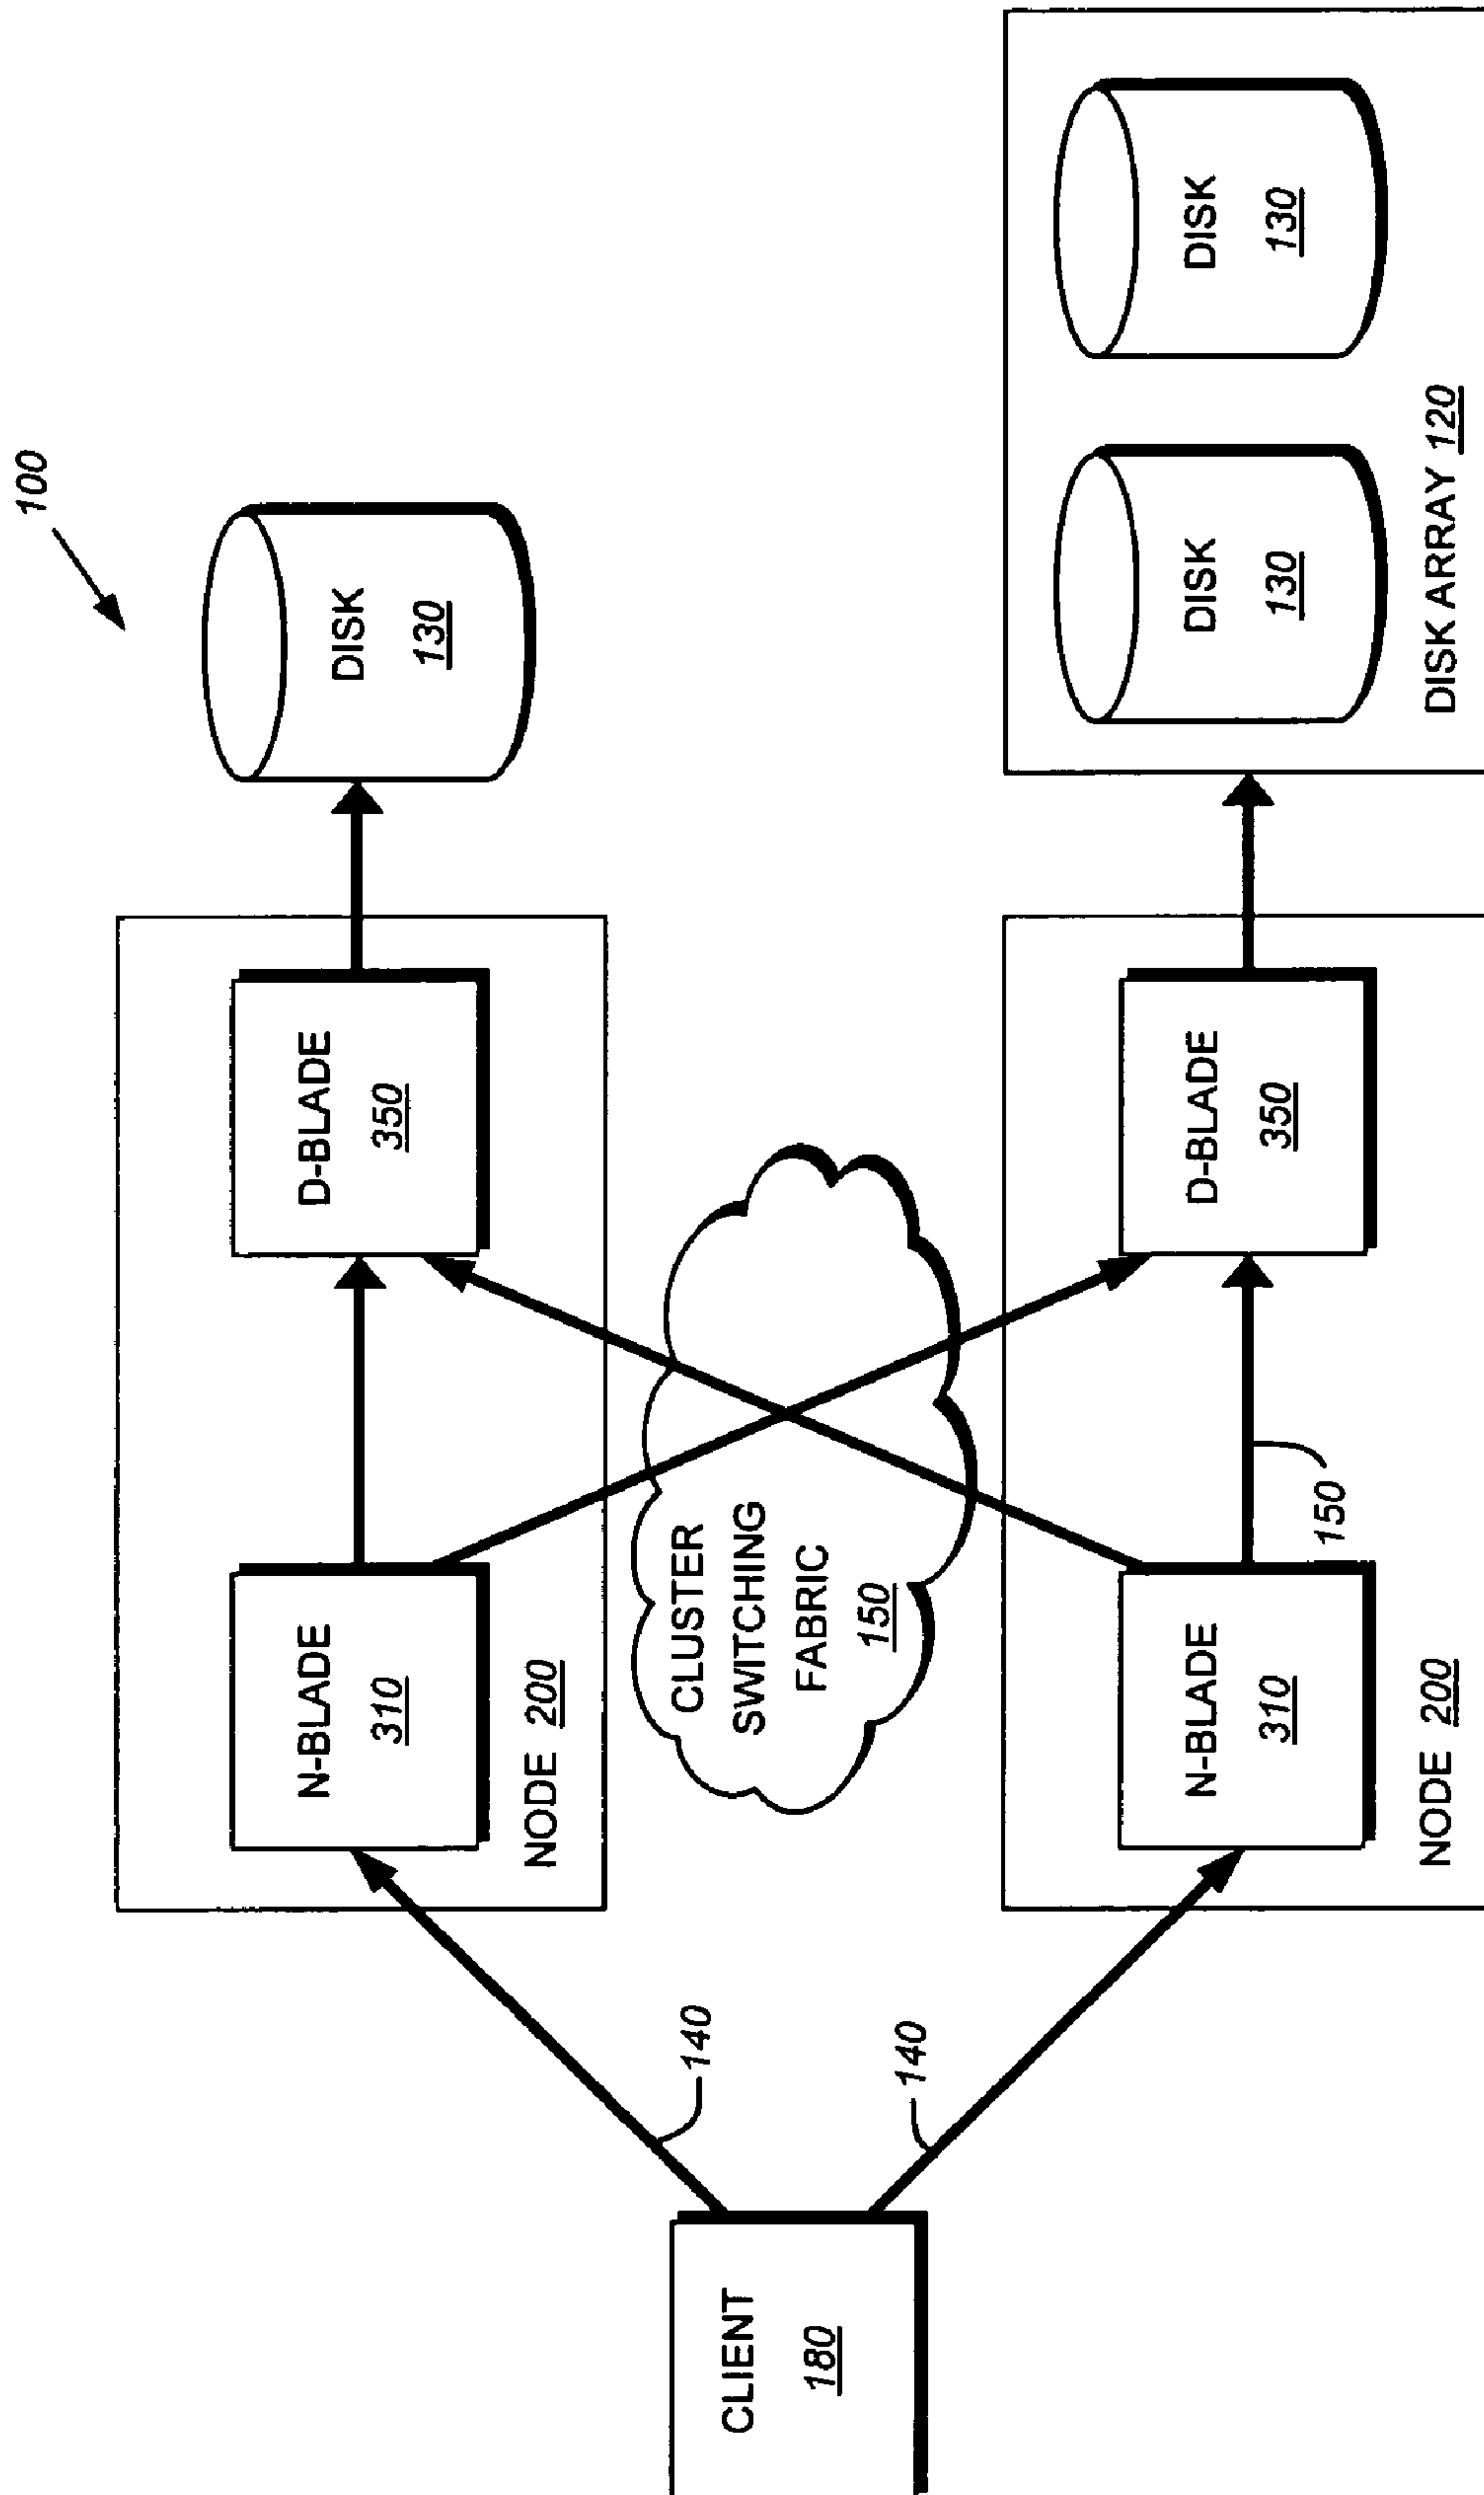 100
N-BLADE
310
D-BLADE
350
DISK
130
NODE 200
140
CLUSTER
SWITCHING
FABRIC
150
CLIENT
180
140
N-BLADE
310
D-BLADE
350
DISK
130
DISK
130
150
NODE 200
DISK ARRAY 120